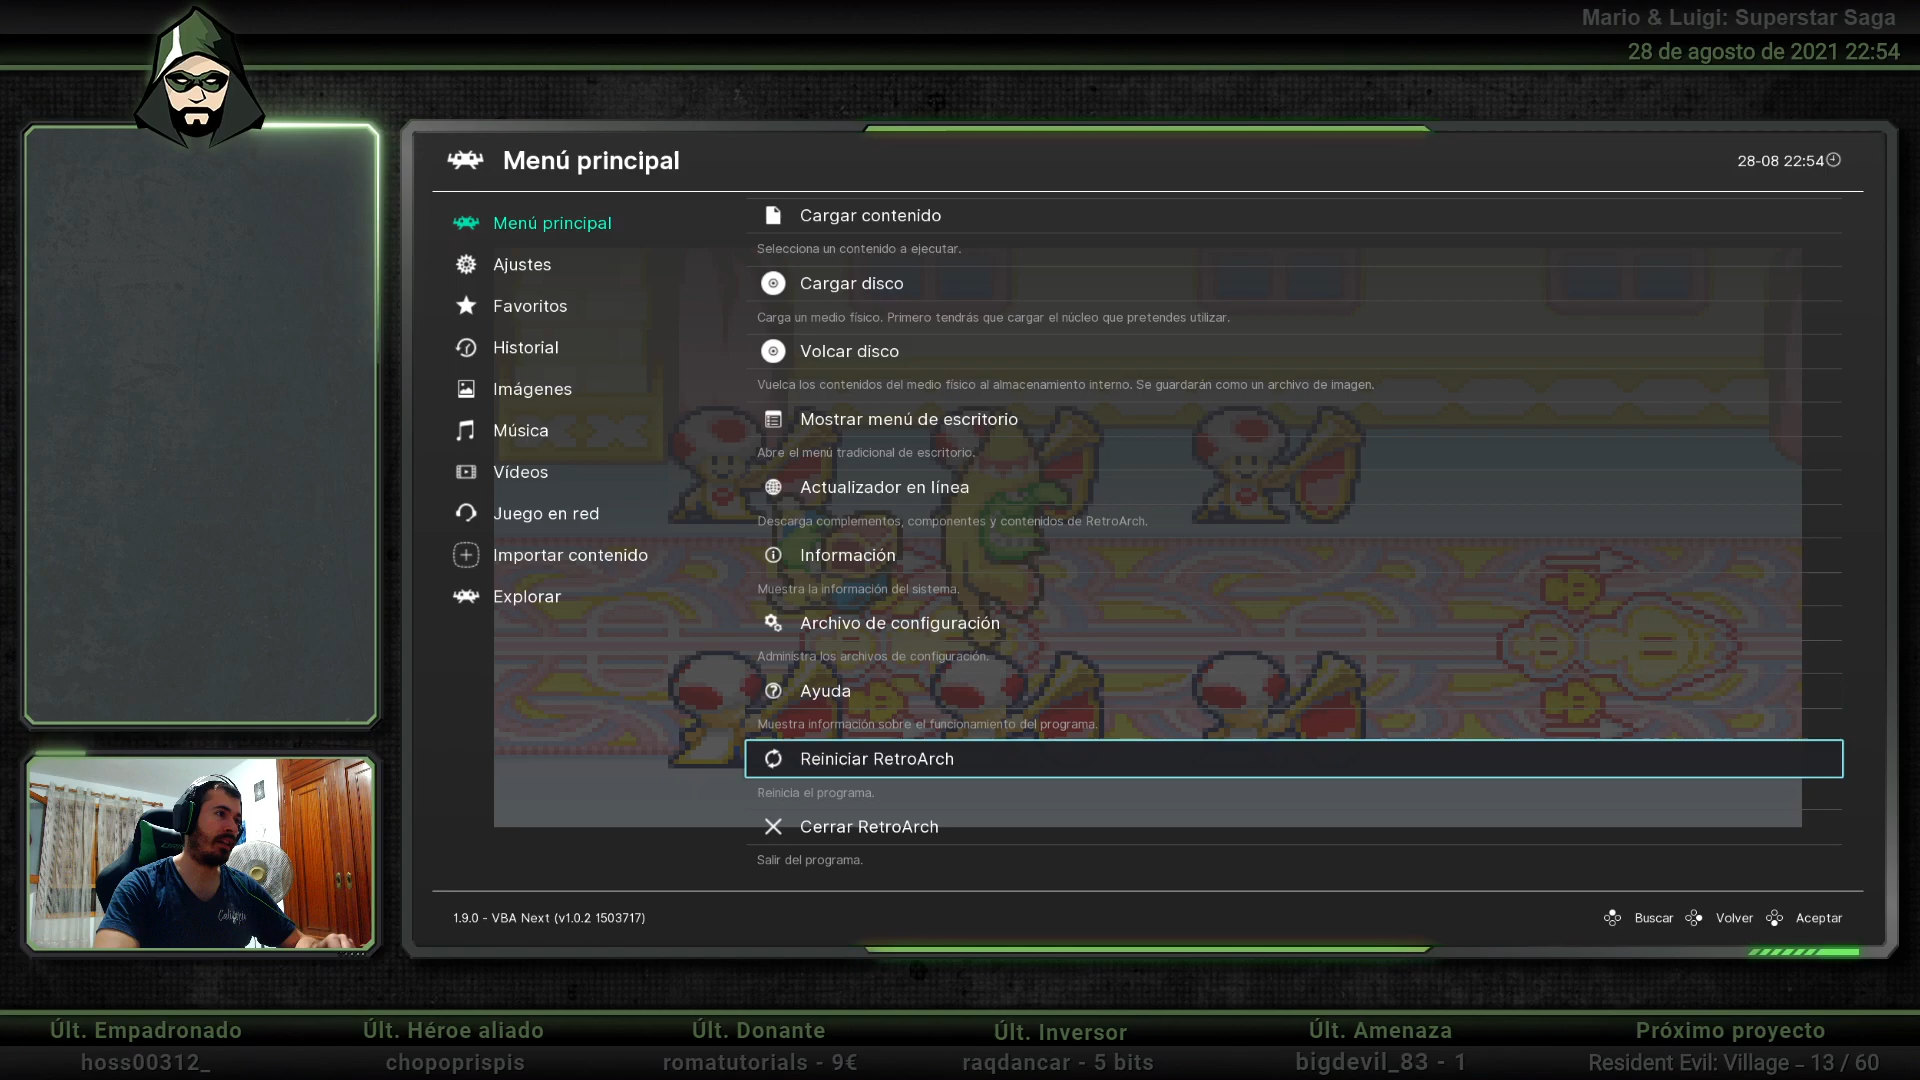 Mario & Luigi: Superstar Saga
28 de agosto de 2021 22:54
Menú principal
28-08 22:54
Menú principal
Ajustes
Favoritos
Historial
Imágenes
Música
Vídeos
Juego en red
Importar contenido
Explorar
Cargar contenido
Selecciona un contenido a ejecutar.
Cargar disco
Carga un medio físico. Primero tendrás que cargar el núcleo que pretendes utilizar.
Volcar disco
Vuelca los contenidos del medio físico al almacenamiento interno. Se guardarán como un archivo de imagen.
Mostrar menú de escritorio
Abre el menú tradicional de escritorio.
Actualizador en línea
Descarga complementos, componentes y contenidos de RetroArch.
Información
Muestra la información del sistema.
Archivo de configuración
Administra los archivos de configuración.
Ayuda
Muestra información sobre el funcionamiento del programa.
Reiniciar RetroArch
Reinicia el programa.
Cerrar RetroArch
Salir del programa.
1.9.0 - VBA Next (v1.0.2 1503717)
Buscar Volver Aceptar
Últ. Empadronado
hoss00312_
Últ. Héroe aliado
chopoprispis
Últ. Donante
romatutorials - 9€
Últ. Inversor
raqdancar - 5 bits
Últ. Amenaza
bigdevil_83 - 1
Próximo proyecto
Resident Evil: Village - 13 / 60